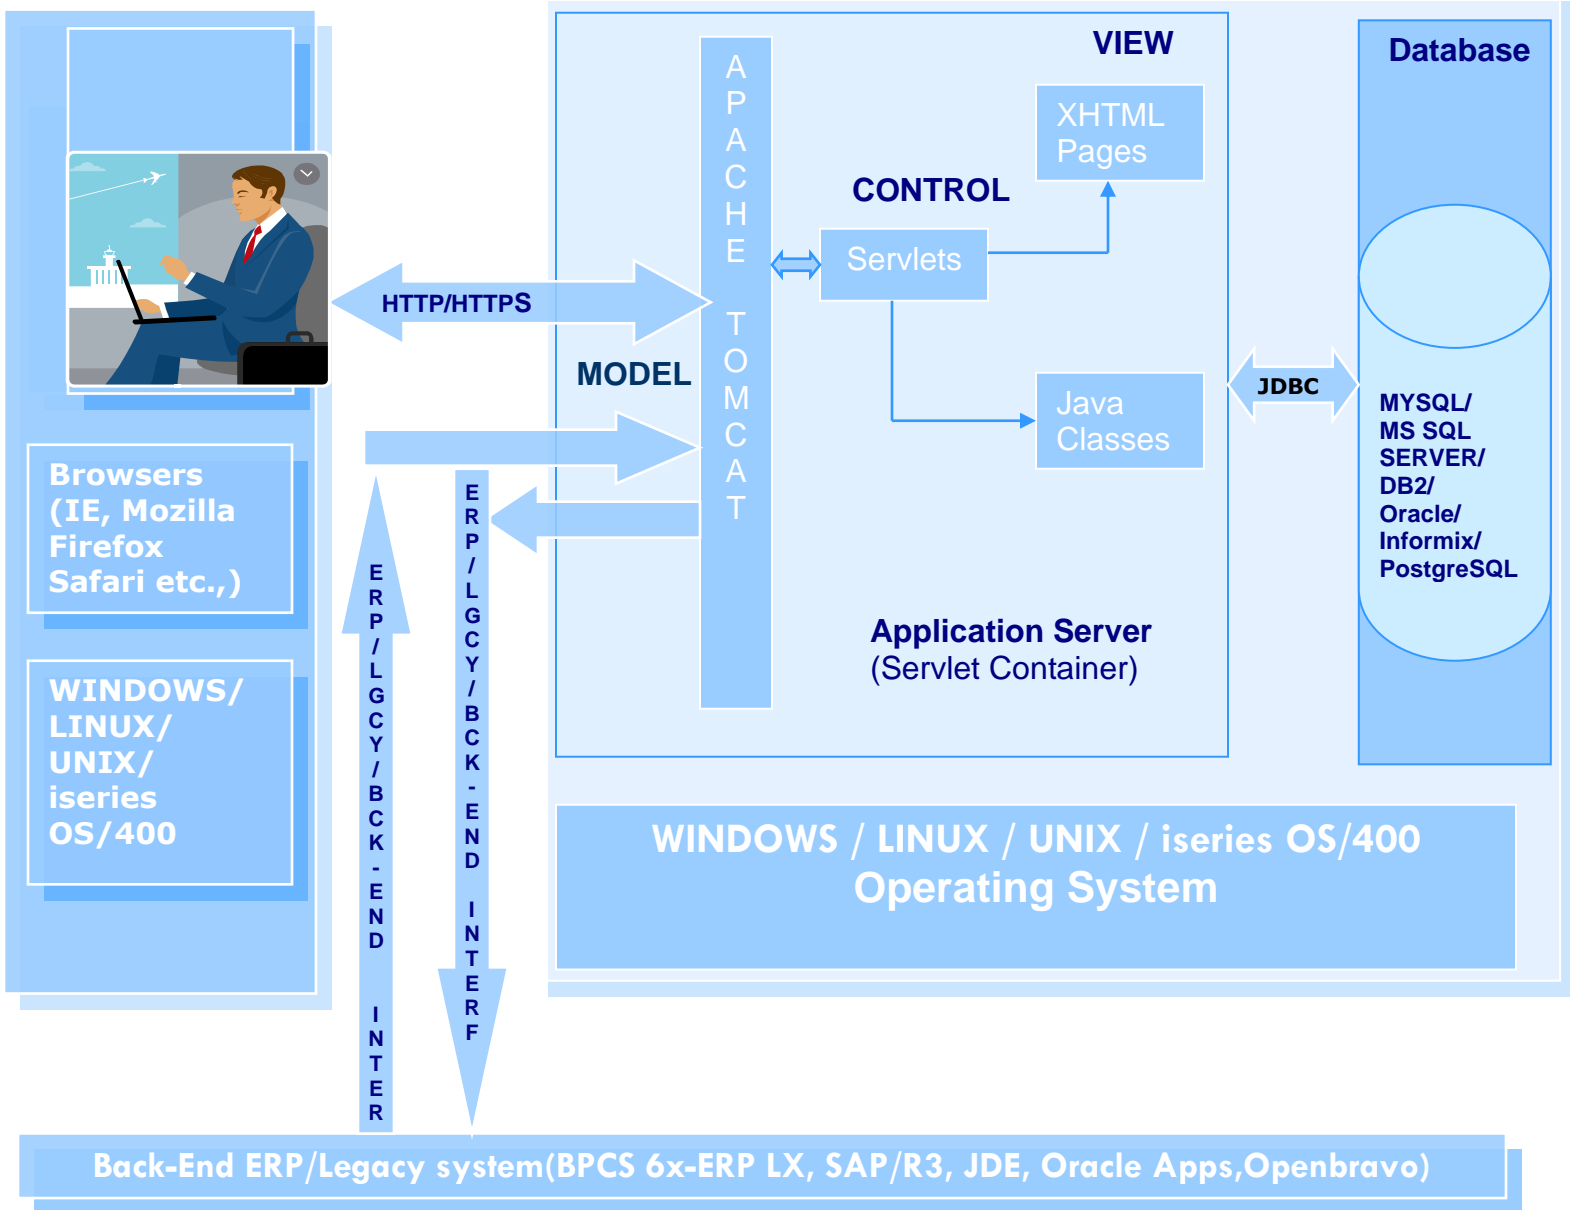 VIEW
Database
APACHE TOMCAT
XHTML
Pages
CONTROL
Servlets
HTTP/HTTPS
MODEL
Java
Classes
JDBC
MYSQL/
MS SQL
SERVER/
DB2/
Oracle/
Informix/
PostgreSQL
Browsers
(IE, Mozilla
Firefox
Safari etc.,)
ERP/LGCY/BCK-END INTER
ERP/LGCY/BCK-END INTERF
Application Server
(Servlet Container)
WINDOWS/
LINUX/
UNIX/
iseries
OS/400
WINDOWS / LINUX / UNIX / iseries OS/400
Operating System
Back-End ERP/Legacy system(BPCS 6x-ERP LX, SAP/R3, JDE, Oracle Apps,Openbravo)